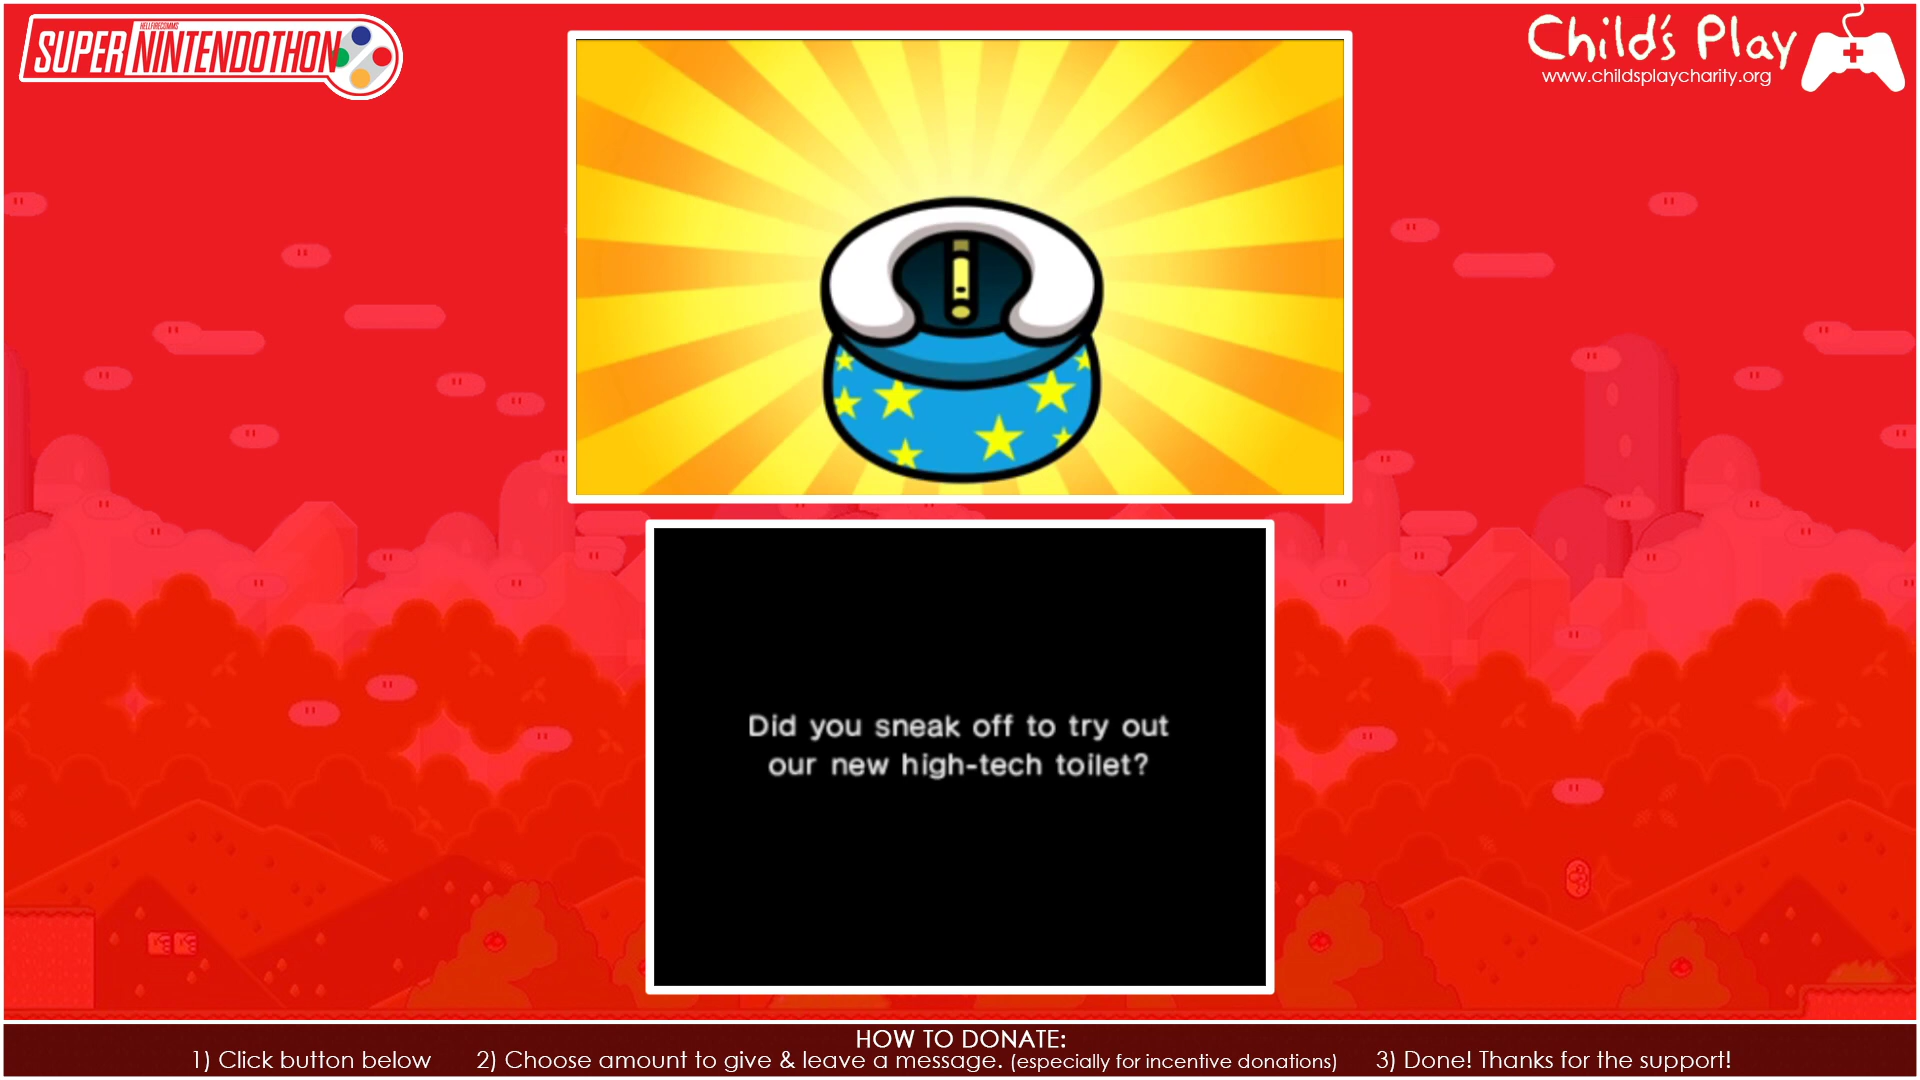 HELLFIRECOMMS
SUPER NINTENDOTHON
Child's Play
www.childsplaycharity.org
Did you sneak off to try out
our new high-tech toilet?
HOW TO DONATE:
1) Click button below 2) Choose amount to give & leave a message. (especially for incentive donations) 3) Done! Thanks for the support!